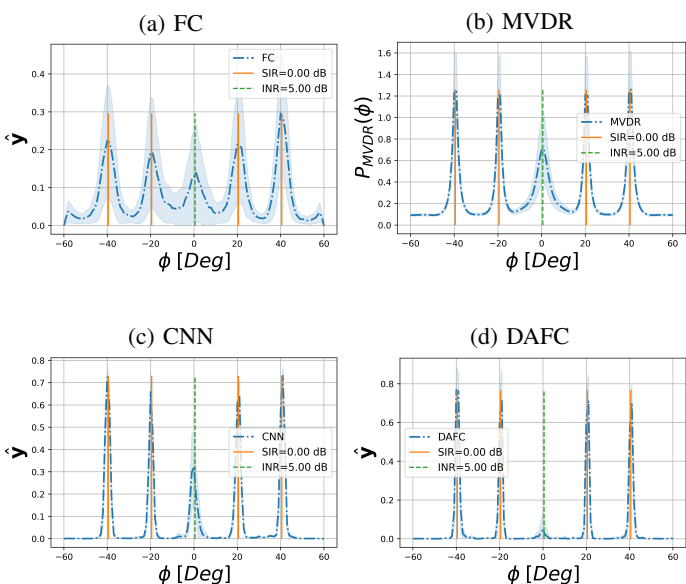 (a) FC
(b) MVDR
0.4
0.3
0.2
0.1
0.0
ŷ
FC
SIR=0.00 dB
INR=5.00 dB
−60
−40
−20
0
20
40
60
ϕ [Deg]
1.6
1.4
1.2
1.0
0.8
0.6
0.4
0.2
0.0
P_{MVDR}(ϕ)
MVDR
SIR=0.00 dB
INR=5.00 dB
−60
−40
−20
0
20
40
60
ϕ [Deg]
(c) CNN
(d) DAFC
0.8
0.7
0.6
0.5
0.4
0.3
0.2
0.1
0.0
ŷ
CNN
SIR=0.00 dB
INR=5.00 dB
−60
−40
−20
0
20
40
60
ϕ [Deg]
0.8
0.6
0.4
0.2
0.0
ŷ
DAFC
SIR=0.00 dB
INR=5.00 dB
−60
−40
−20
0
20
40
60
ϕ [Deg]